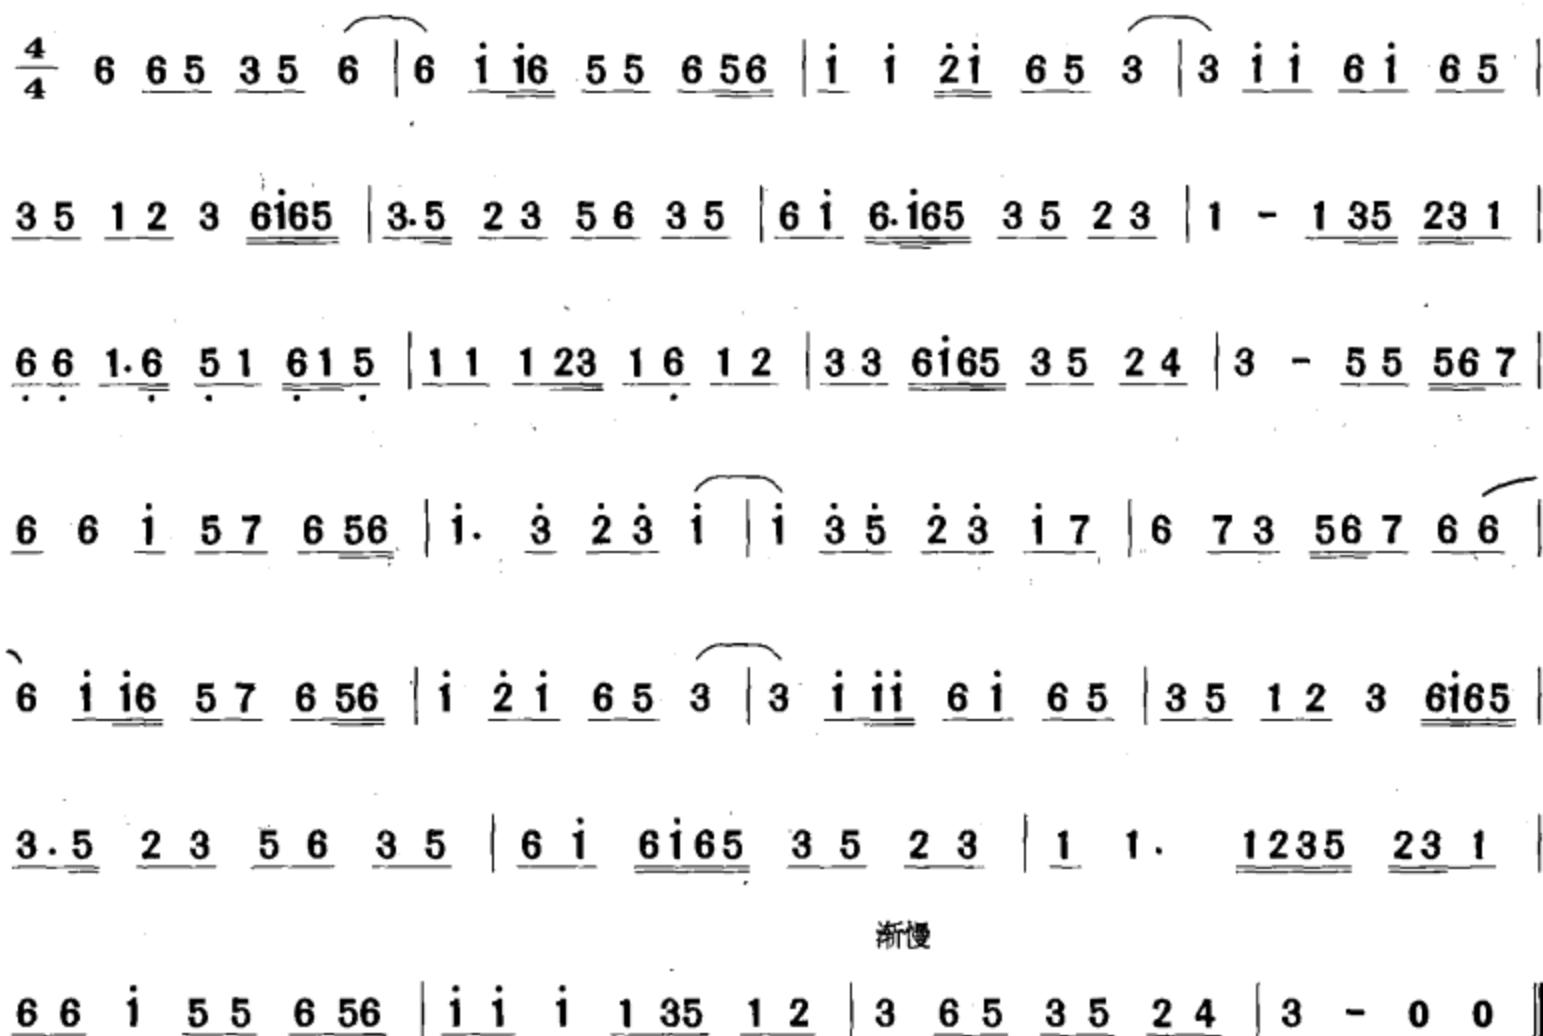 4/4 6 6 5 3 5 6 | 6 i i6 5 5 6 56 | i i 2̇i 6 5 3 | 3 i i 6 i 6 5 |
3 5 1 2 3 6i65 | 3.5 2 3 5 6 3 5 | 6 i 6.i65 3 5 2 3 | 1 - 1 35 23 1 |
6̣ 6̣ 1.6̣ 5̣ 1 6̣1 5̣ | 1 1 1 23 1 6̣ 1 2 | 3 3 6i65 3 5 2 4 | 3 - 5 5 56 7 |
6 6 i 5 7 6 56 | i. 3̇ 2̇ 3̇ i | i 3̇ 5̇ 2̇ 3̇ i 7 | 6 7 3 56 7 6 6 |
6 i i6 5 7 6 56 | i 2̇ i 6 5 3 | 3 i ii 6 i 6 5 | 3 5 1 2 3 6i65 |
3.5 2 3 5 6 3 5 | 6 i 6i65 3 5 2 3 | 1 1. 1235 23 1 |
渐慢
6 6 i 5 5 6 56 | i i i 1 35 1 2 | 3 6 5 3 5 2 4 | 3 - 0 0 ‖